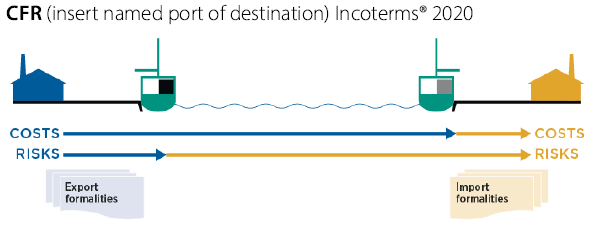 CFR (insert named port of destination) Incoterms® 2020
COSTS COSTS
RISKS RISKS
Export
formalities
Import
formalities